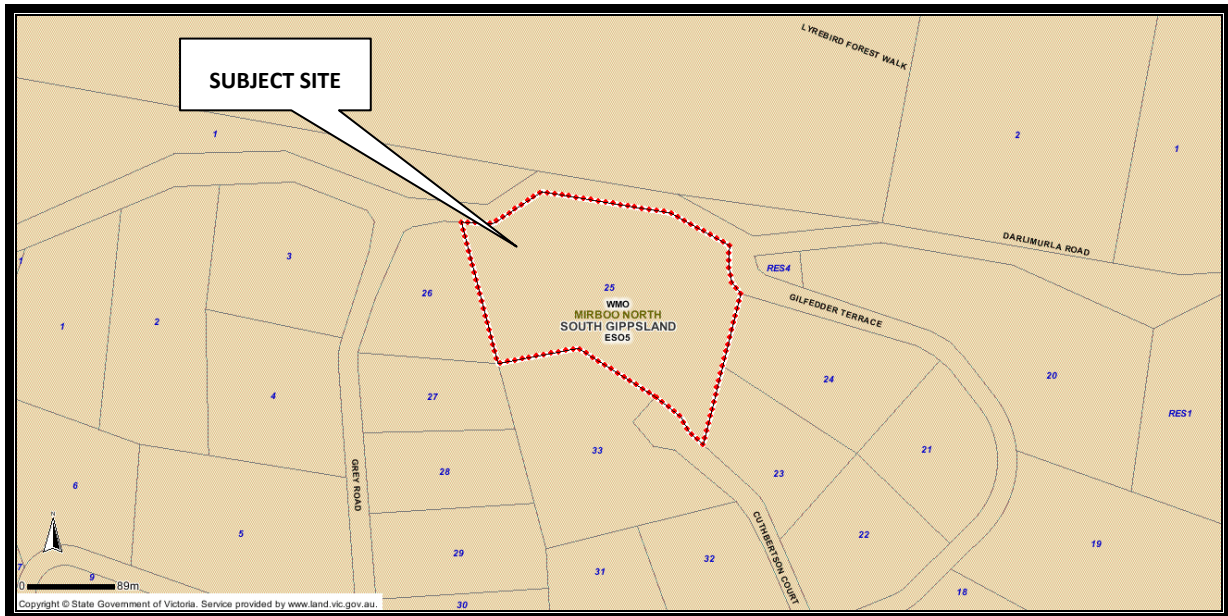 LYREBIRD FOREST WALK
SUBJECT SITE
1
2
1
3
DARLIMURLA ROAD
1
RES4
25
26
WMO
MIRBOO NORTH
SOUTH GIPPSLAND
ESO5
GILFEDDER TERRACE
1
2
24
20
4
27
RES1
33
21
28
23
GREY ROAD
6
5
CUTHBERTSON COURT
22
19
29
32
31
N
7
9
0 89m
18
30
Copyright © State Government of Victoria. Service provided by www.land.vic.gov.au.